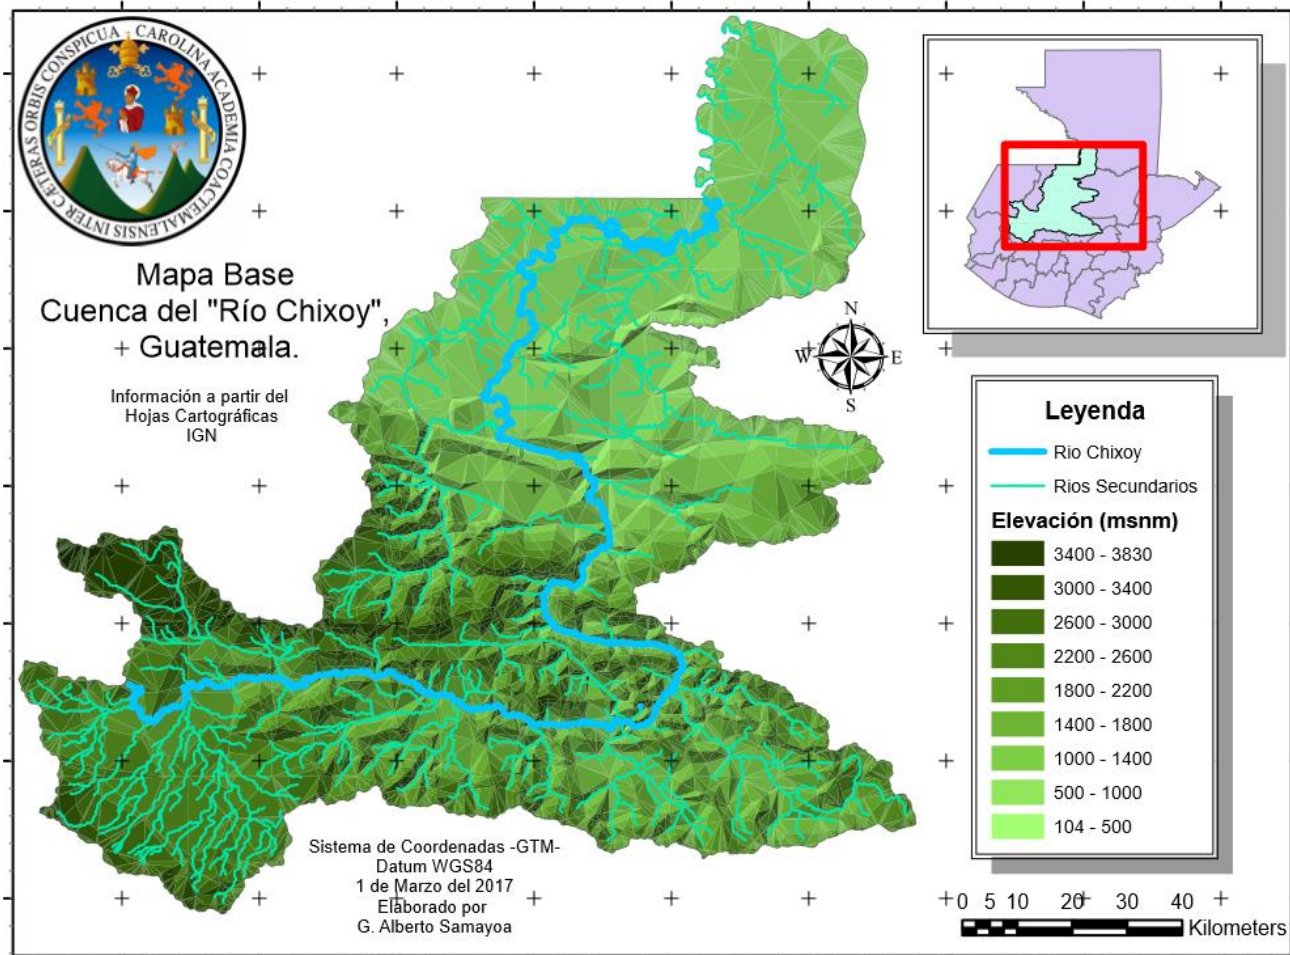 CAROLINA ACADEMIA COACTEMALENSIS INTER CÆTERAS ORBIS CONSPICUA
Mapa Base
Cuenca del "Río Chixoy",
Guatemala.
Información a partir del
Hojas Cartográficas
IGN
N
W E
S
Leyenda
Rio Chixoy
Rios Secundarios
Elevación (msnm)
3400 - 3830
3000 - 3400
2600 - 3000
2200 - 2600
1800 - 2200
1400 - 1800
1000 - 1400
500 - 1000
104 - 500
Sistema de Coordenadas -GTM-
Datum WGS84
1 de Marzo del 2017
Elaborado por
G. Alberto Samayoa
0 5 10 20 30 40
Kilometers